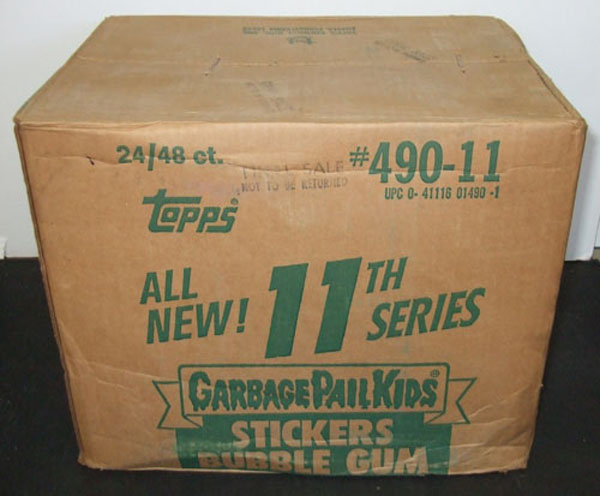 24/48 ct.
FINAL SALE
NOT TO BE RETURNED
#490-11
UPC 0- 41116 01490 -1
topps®
ALL
NEW!
11TH
SERIES
GARBAGE PAIL KIDS®
STICKERS
BUBBLE GUM